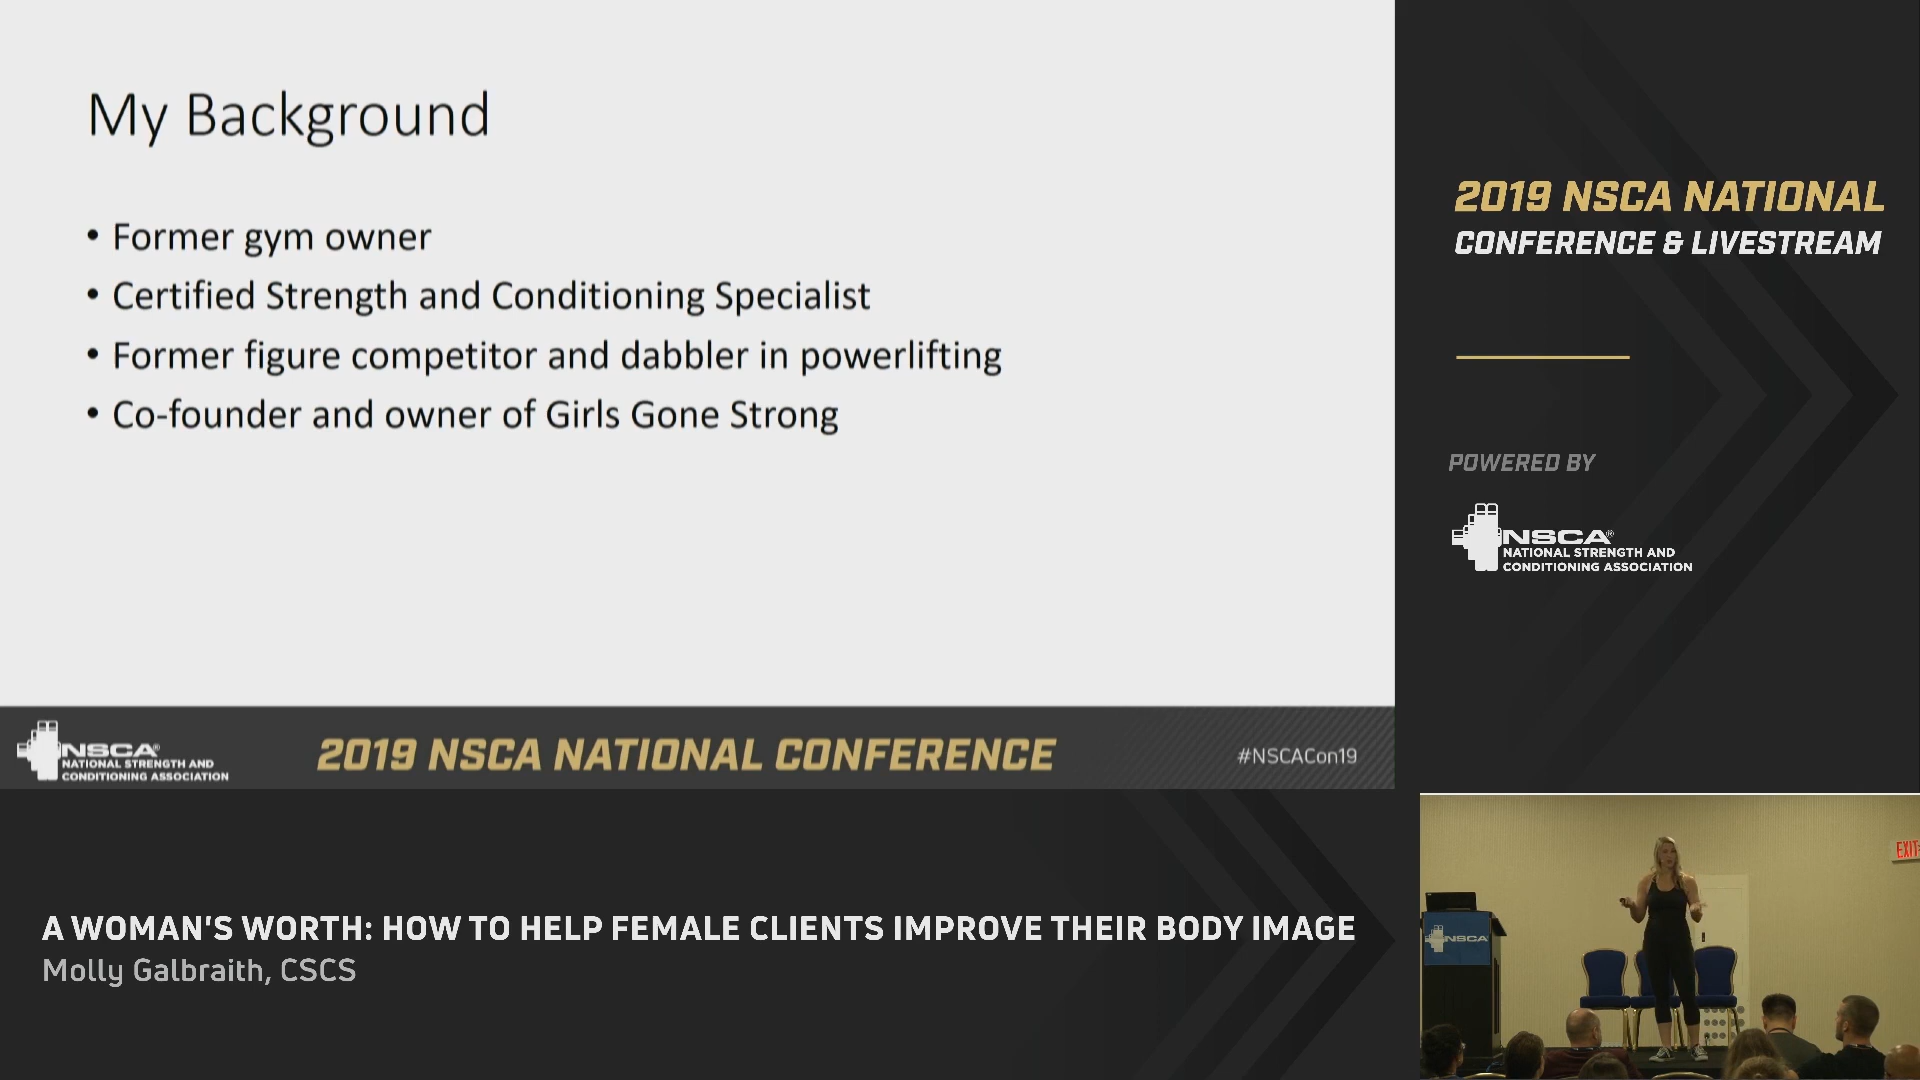 My Background
• Former gym owner
• Certified Strength and Conditioning Specialist
• Former figure competitor and dabbler in powerlifting
• Co-founder and owner of Girls Gone Strong
NSCA®
NATIONAL STRENGTH AND
CONDITIONING ASSOCIATION
2019 NSCA NATIONAL CONFERENCE
#NSCACon19
2019 NSCA NATIONAL
CONFERENCE & LIVESTREAM
POWERED BY
NSCA®
NATIONAL STRENGTH AND
CONDITIONING ASSOCIATION
A WOMAN'S WORTH: HOW TO HELP FEMALE CLIENTS IMPROVE THEIR BODY IMAGE
Molly Galbraith, CSCS
EXIT
NSCA